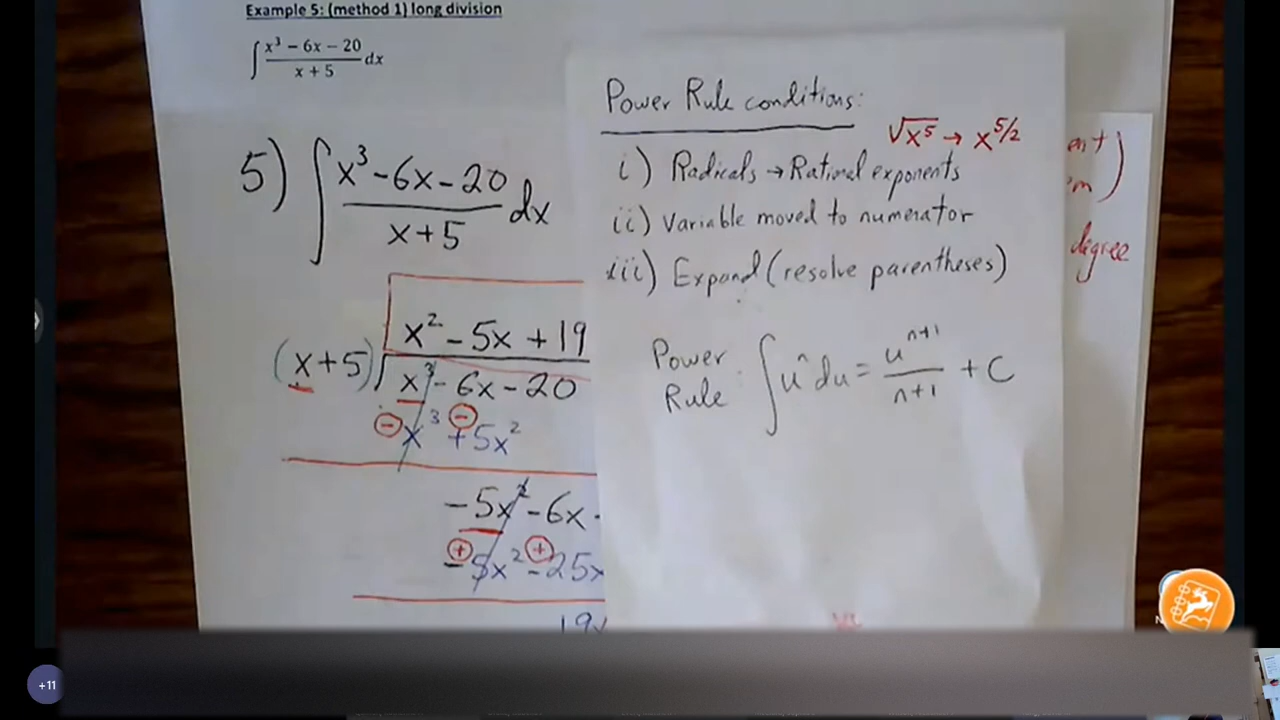 Example 5: (method 1) long division
∫ x³ − 6x − 20 / x + 5 dx
5) ∫ x³ - 6x - 20 / x + 5 dx
x² - 5x + 19
(x+5) x³ - 6x - 20
⊖ x³ ⊖ + 5x²
-5x² - 6x -
⊕ -5x² ⊕ - 25x
19x
Power Rule conditions:
√x⁵ → x^5/2
i) Radicals → Rational exponents
ii) Variable moved to numerator
iii) Expand (resolve parentheses)
Power Rule : ∫ uⁿ du = uⁿ⁺¹ / n+1 + C
degree
+11